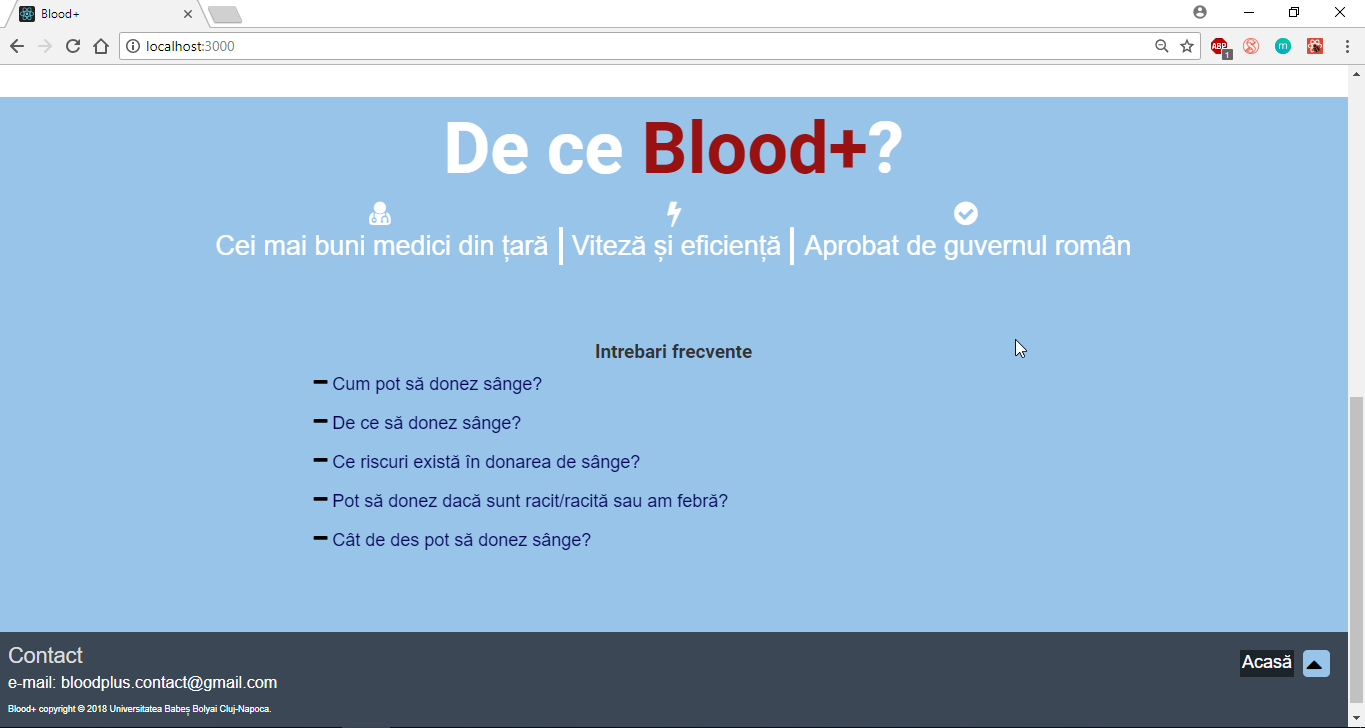 Blood+
localhost:3000
ABP
1
m
De ce Blood+?
Cei mai buni medici din țară | Viteză și eficiență | Aprobat de guvernul român
Intrebari frecvente
Cum pot să donez sânge?
De ce să donez sânge?
Ce riscuri există în donarea de sânge?
Pot să donez dacă sunt racit/racită sau am febră?
Cât de des pot să donez sânge?
Contact
Acasă
e-mail: bloodplus.contact@gmail.com
Blood+ copyright © 2018 Universitatea Babeș Bolyai Cluj-Napoca.